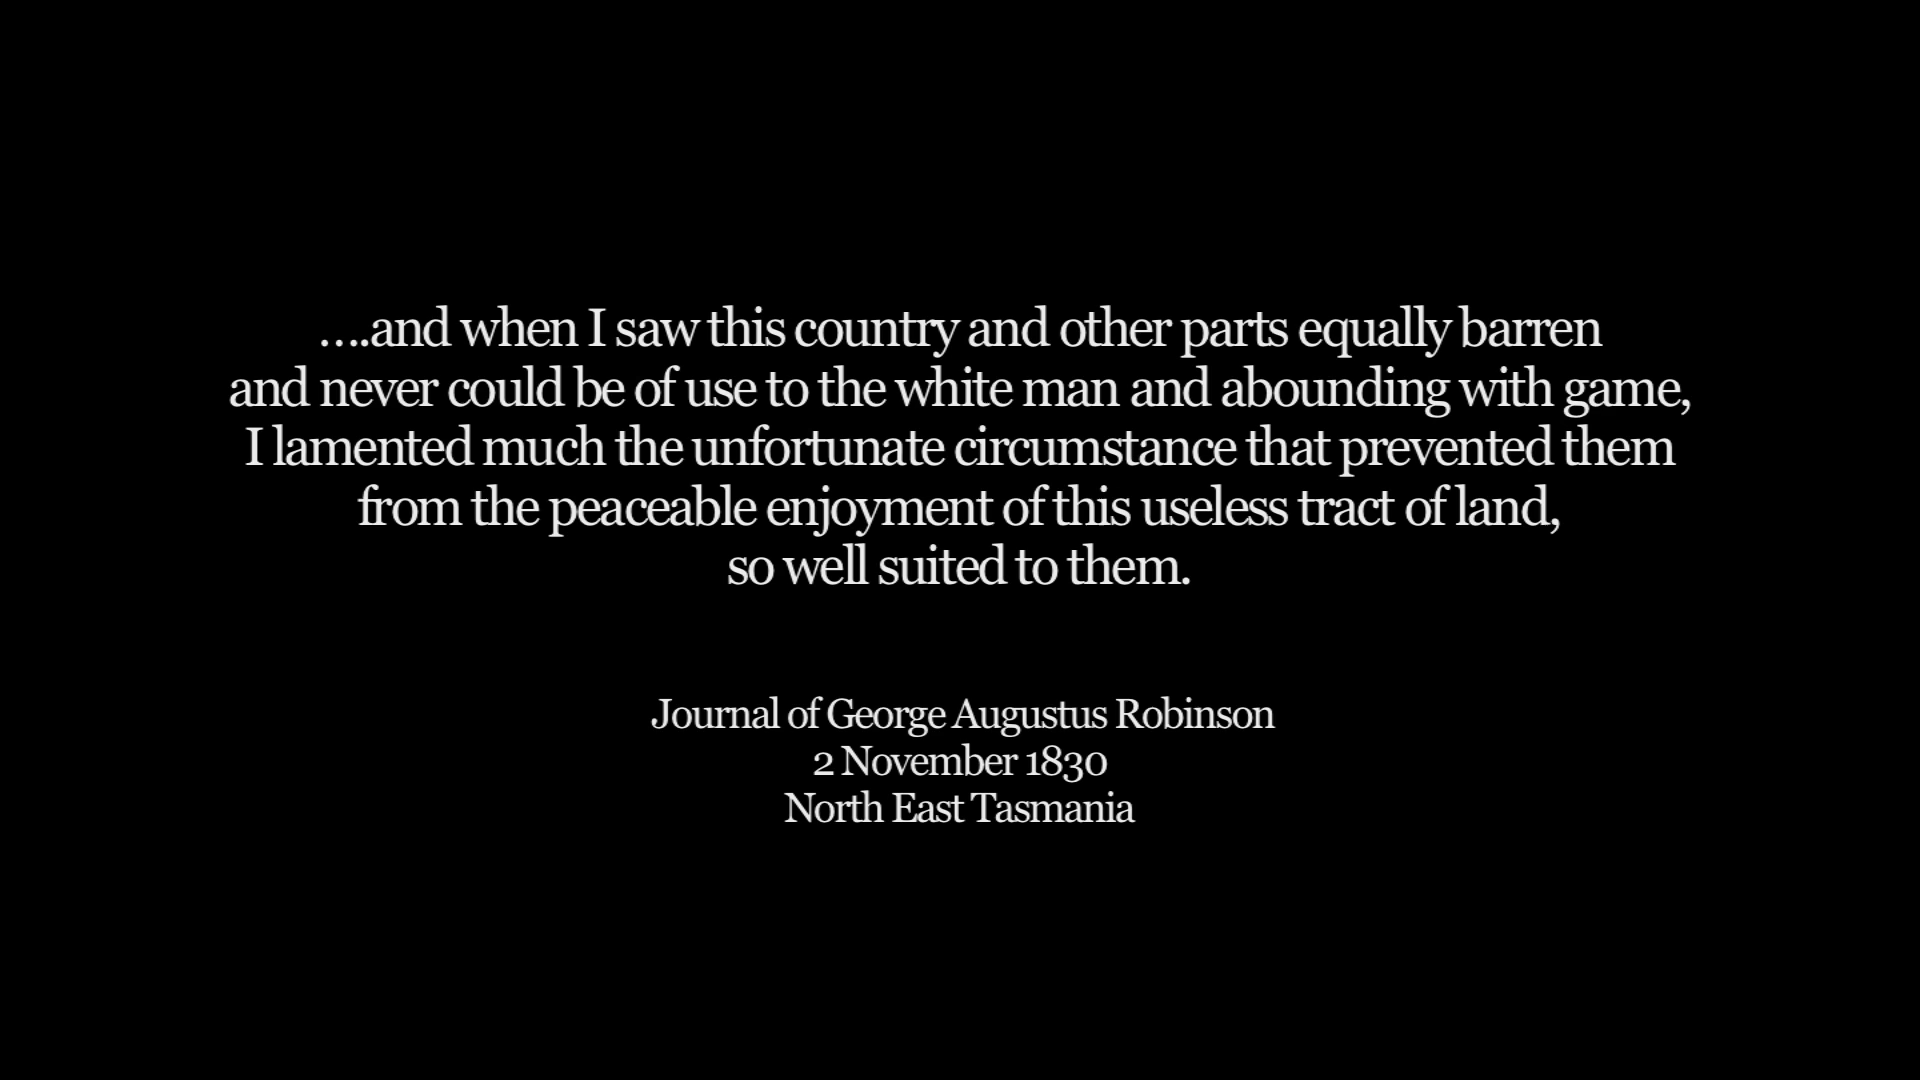 ….and when I saw this country and other parts equally barren
and never could be of use to the white man and abounding with game,
I lamented much the unfortunate circumstance that prevented them
from the peaceable enjoyment of this useless tract of land,
so well suited to them.
Journal of George Augustus Robinson
2 November 1830
North East Tasmania